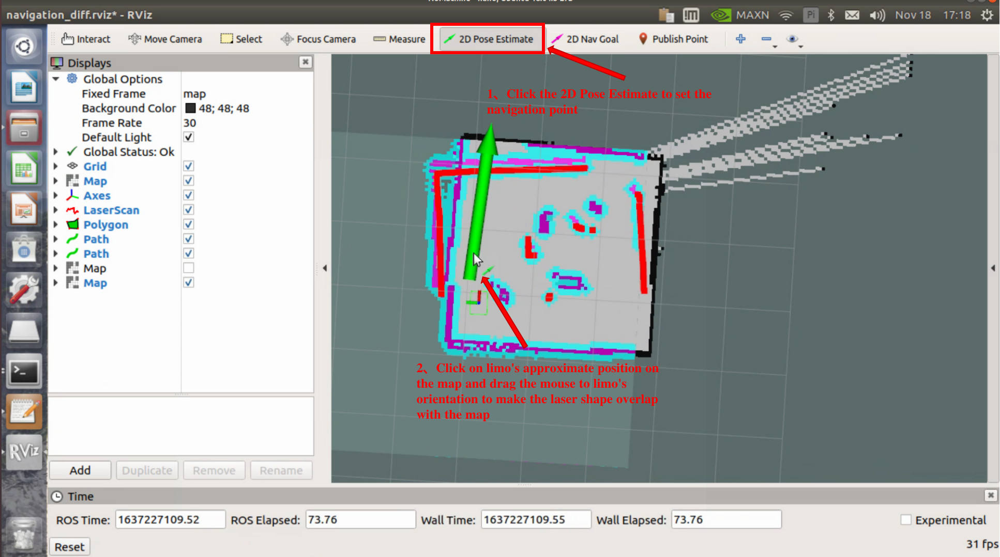 navigation_diff.rviz* - RViz
MAXN
Pi
Nov 18
17:18
Interact
Move Camera
Select
Focus Camera
Measure
2D Pose Estimate
2D Nav Goal
Publish Point
Displays
Global Options
Fixed Frame map
Background Color 48; 48; 48
Frame Rate 30
Default Light
Global Status: Ok
Grid
Map
Axes
LaserScan
Polygon
Path
Path
Map
Map
1、Click the 2D Pose Estimate to set the
navigation point
2、Click on limo's approximate position on
the map and drag the mouse to limo's
orientation to make the laser shape overlap
with the map
RViz
Add
Duplicate
Remove
Rename
Time
ROS Time: 1637227109.52
ROS Elapsed: 73.76
Wall Time: 1637227109.55
Wall Elapsed: 73.76
Experimental
Reset
31 fps